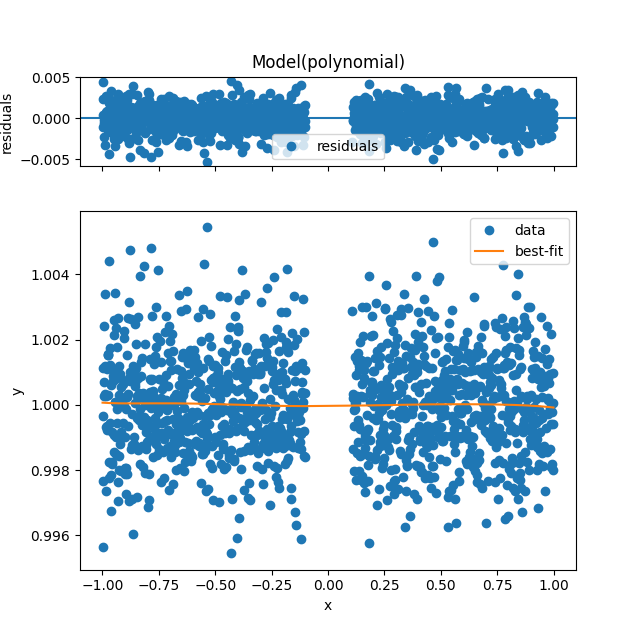 Model(polynomial)
residuals
0.005
0.000
−0.005
residuals
y
1.004
1.002
1.000
0.998
0.996
data
best-fit
−1.00 −0.75 −0.50 −0.25 0.00 0.25 0.50 0.75 1.00
x